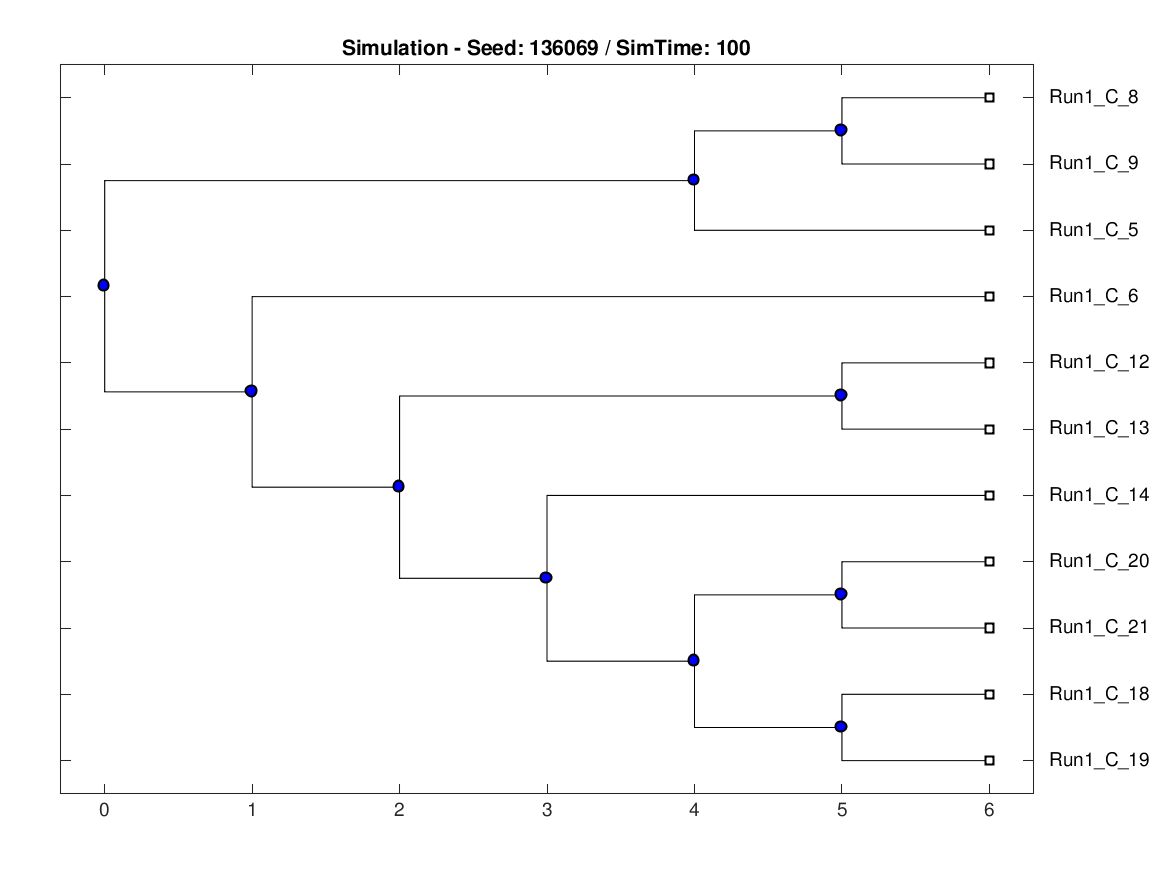 Simulation - Seed: 136069 / SimTime: 100
Run1_C_8
Run1_C_9
Run1_C_5
Run1_C_6
Run1_C_12
Run1_C_13
Run1_C_14
Run1_C_20
Run1_C_21
Run1_C_18
Run1_C_19
0 1 2 3 4 5 6